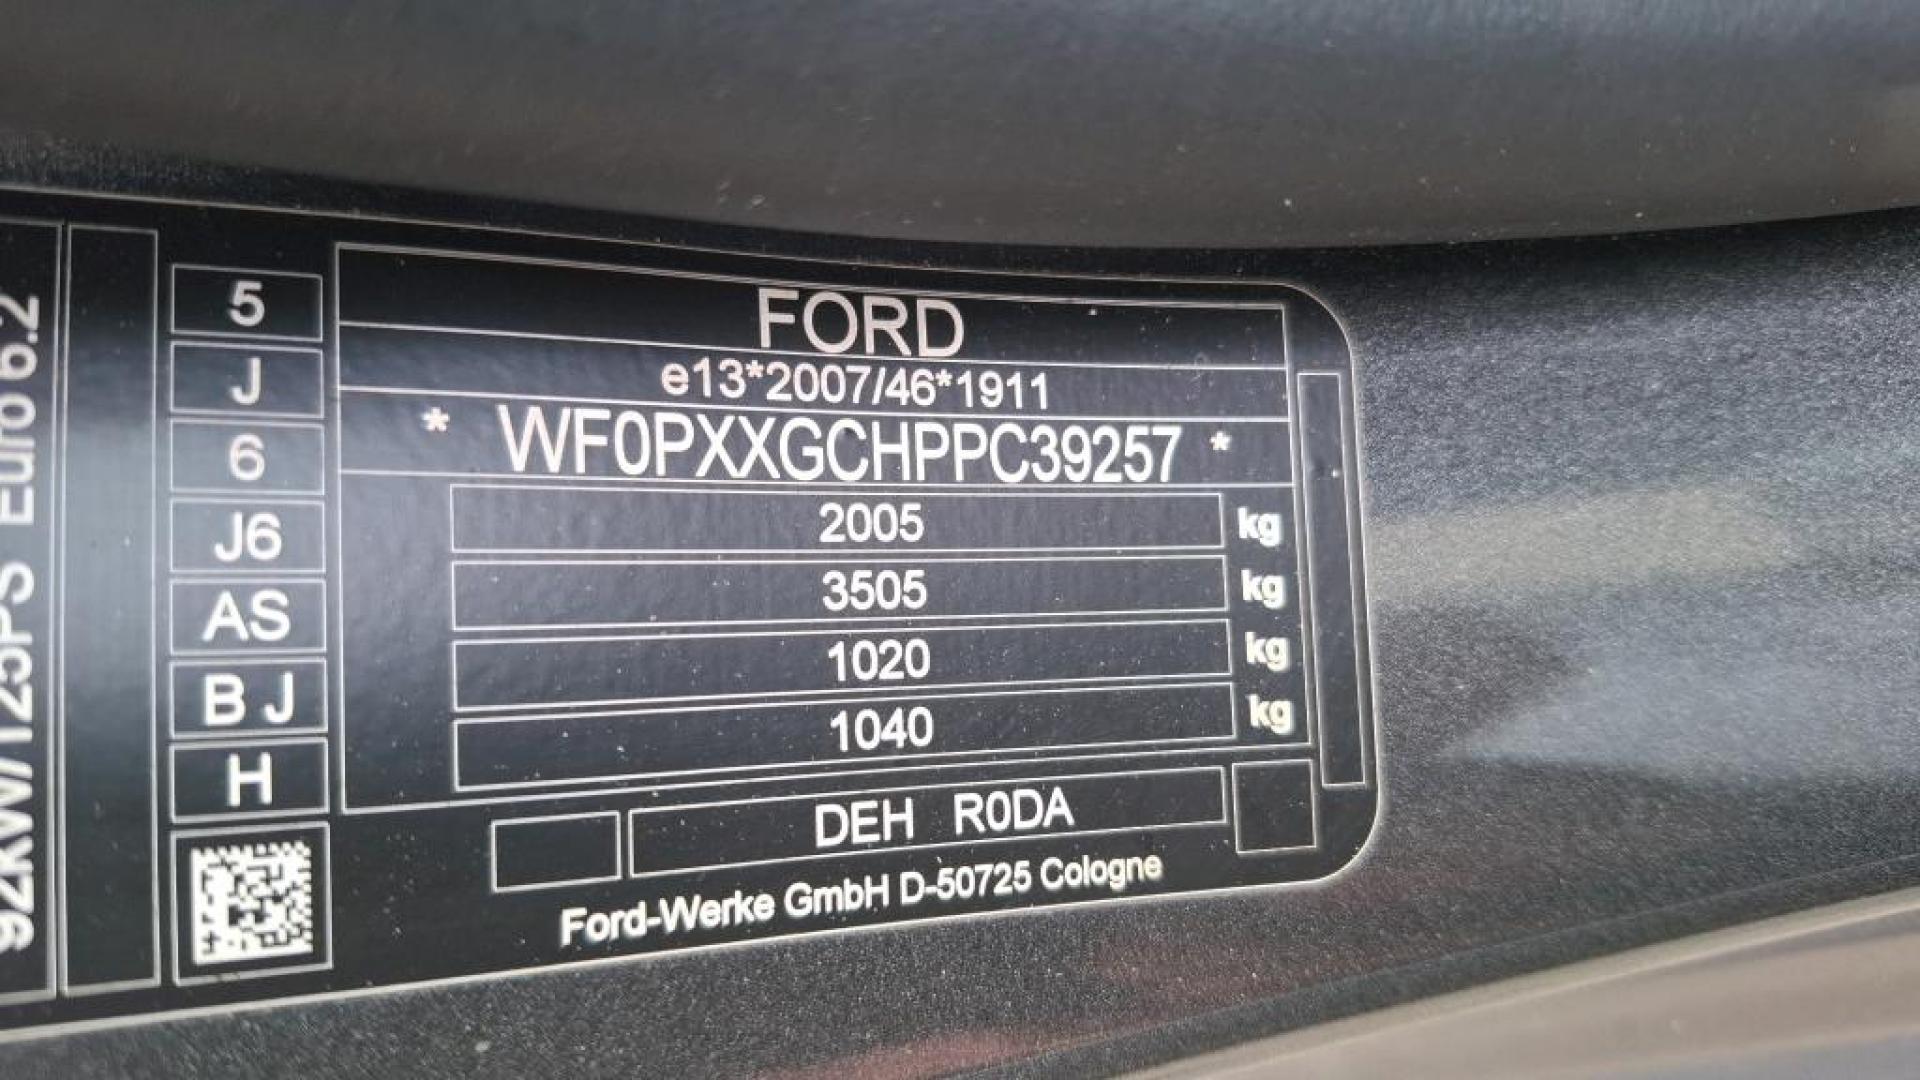 92kW/125PS Euro 6.2
5
J
6
J6
AS
B J
H
FORD
e13*2007/46*1911
* WF0PXXGCHPPC39257 *
2005 kg
3505 kg
1020 kg
1040 kg
DEH R0DA
Ford-Werke GmbH D-50725 Cologne